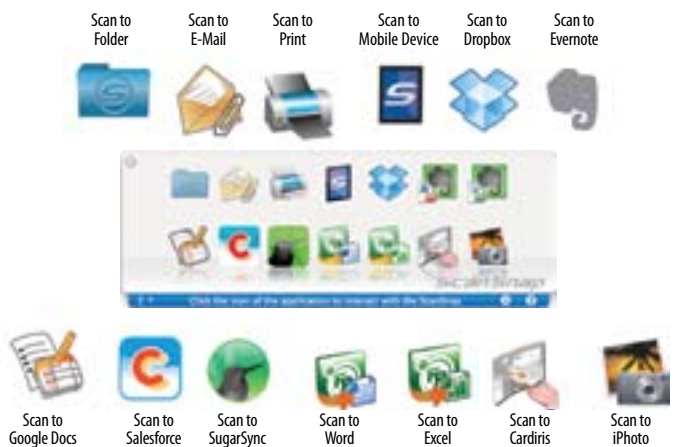 Scan to Folder
Scan to E-Mail
Scan to Print
Scan to Mobile Device
Scan to Dropbox
Scan to Evernote
ScanSnap
Click the icon of the application to interact with the ScanSnap
Scan to Google Docs
Scan to Salesforce
Scan to SugarSync
Scan to Word
Scan to Excel
Scan to Cardiris
Scan to iPhoto